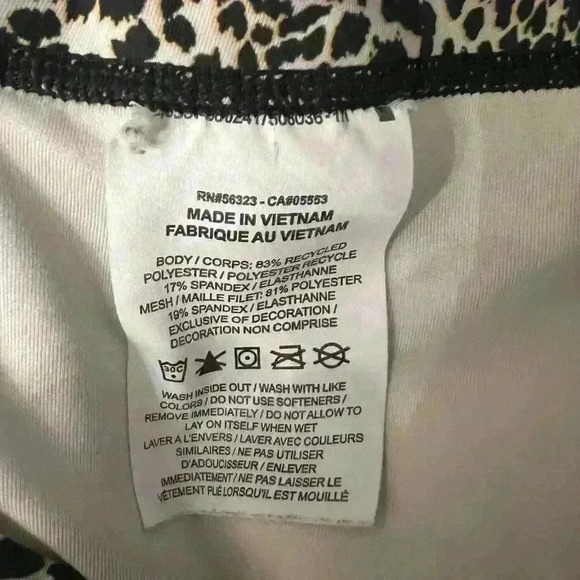 RN#56323 - CA#05553
MADE IN VIETNAM
FABRIQUE AU VIETNAM
BODY / CORPS: 83% RECYCLED
POLYESTER / POLYESTER RECYCLE
17% SPANDEX / ELASTHANNE
MESH / MAILLE FILET: 81% POLYESTER
19% SPANDEX / ELASTHANNE
EXCLUSIVE OF DECORATION /
DECORATION NON COMPRISE
30C
WASH INSIDE OUT / WASH WITH LIKE
COLORS / DO NOT USE SOFTENERS /
REMOVE IMMEDIATELY / DO NOT ALLOW TO
LAY ON ITSELF WHEN WET
LAVER A L'ENVERS / LAVER AVEC COULEURS
SIMILAIRES / NE PAS UTILISER
D'ADOUCISSEUR / ENLEVER
IMMEDIATEMENT / NE PAS LAISSER LE
VÊTEMENT PLIÉ LORSQU'IL EST MOUILLÉ